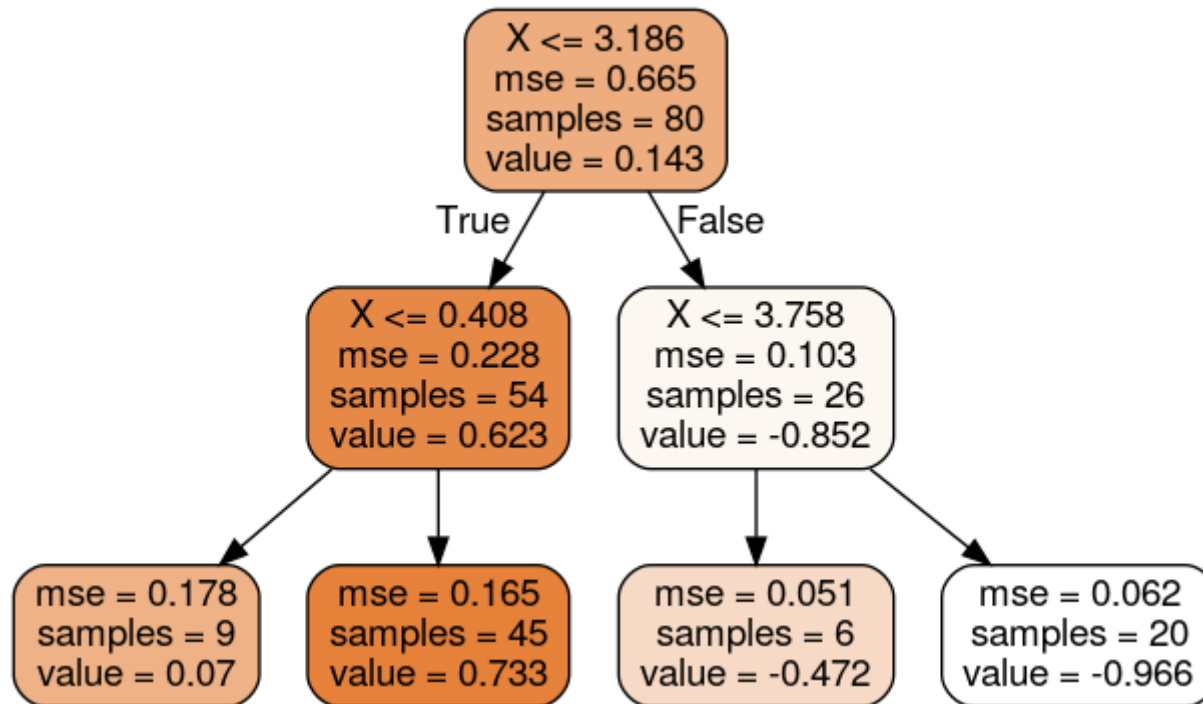 X <= 3.186
mse = 0.665
samples = 80
value = 0.143
True
False
X <= 0.408
mse = 0.228
samples = 54
value = 0.623
X <= 3.758
mse = 0.103
samples = 26
value = -0.852
mse = 0.178
samples = 9
value = 0.07
mse = 0.165
samples = 45
value = 0.733
mse = 0.051
samples = 6
value = -0.472
mse = 0.062
samples = 20
value = -0.966